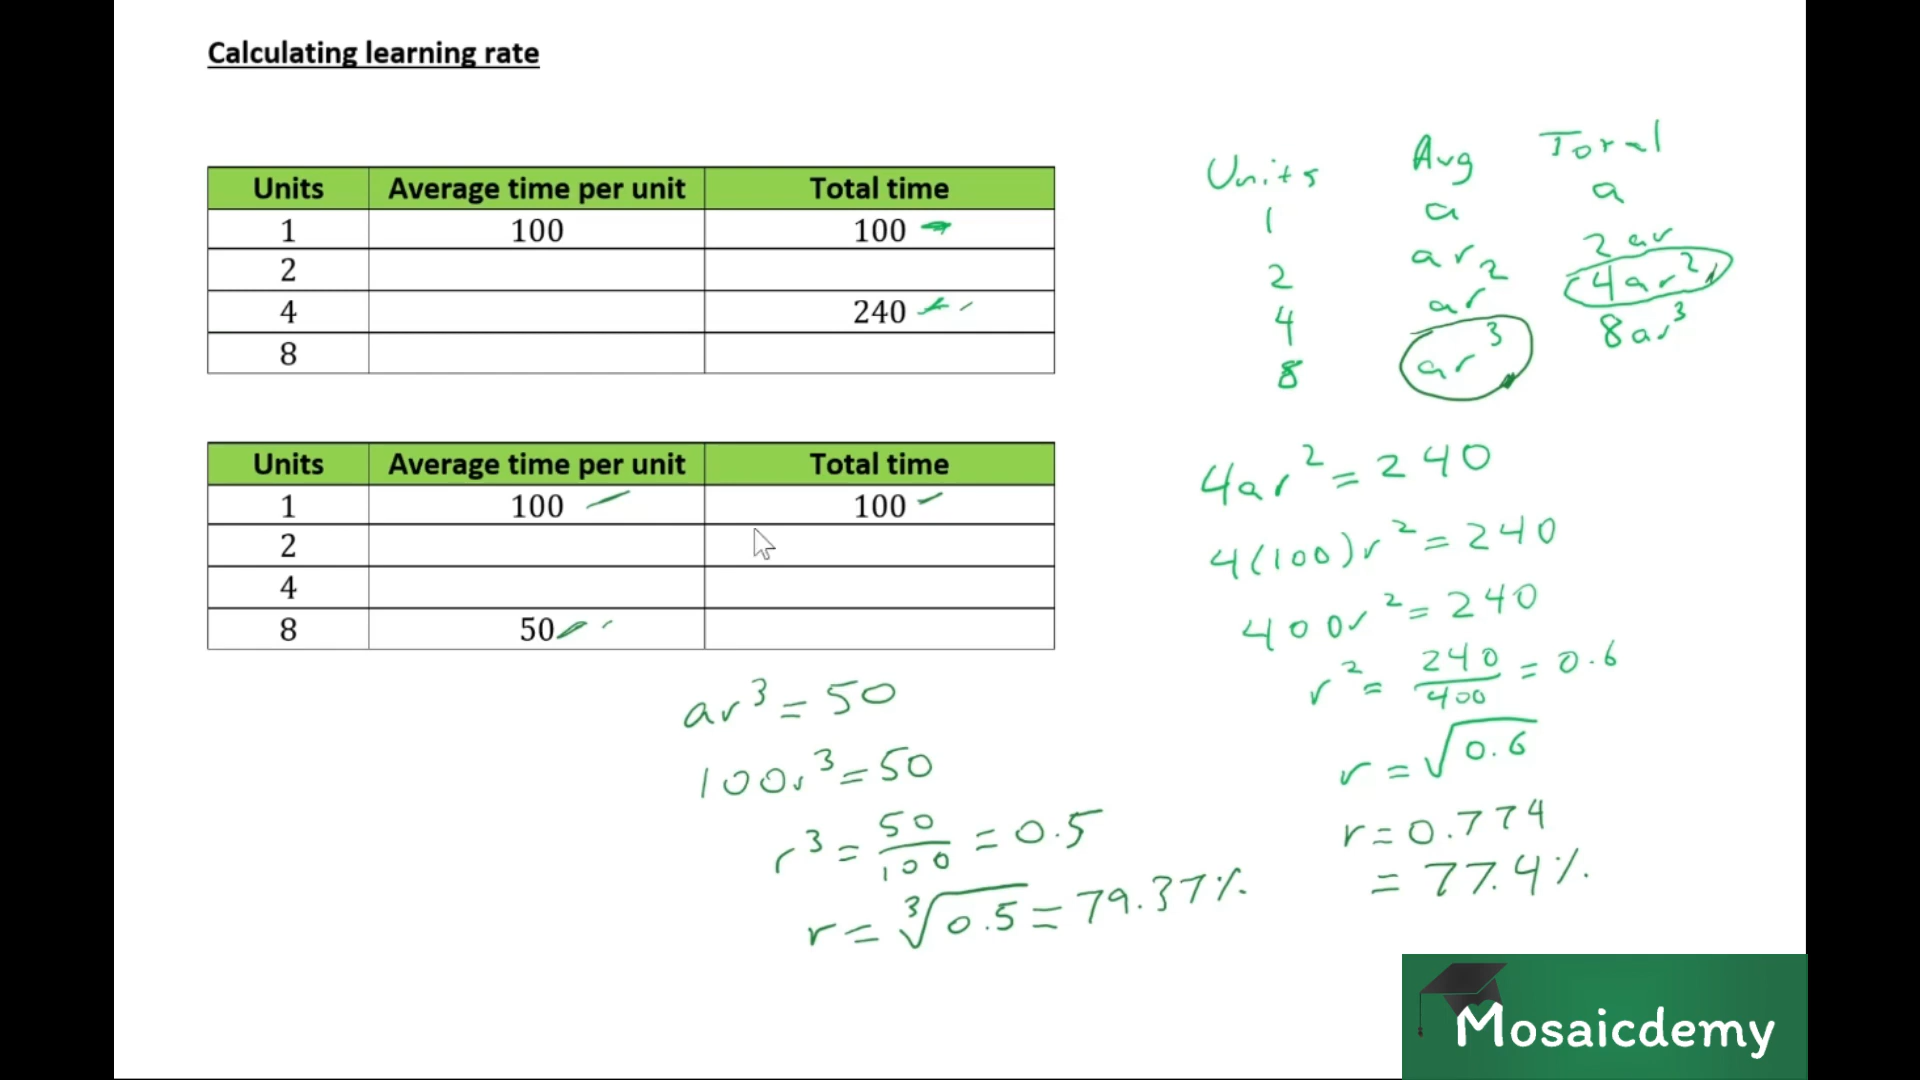 Calculating learning rate
Units Average time per unit Total time
1 100 100
2
4 240
8
Units Average time per unit Total time
1 100 100
2
4
8 50
ar³ = 50
100r³ = 50
r³ = 50/100 = 0.5
r = ³√0.5 = 79.37%
Units Avg Total
1 a a
2 ar 2ar
4 ar² 4ar²
8 ar³ 8ar³
4ar² = 240
4(100)r² = 240
400r² = 240
r² = 240/400 = 0.6
r = √0.6
r = 0.774
= 77.4%
Mosaicdemy